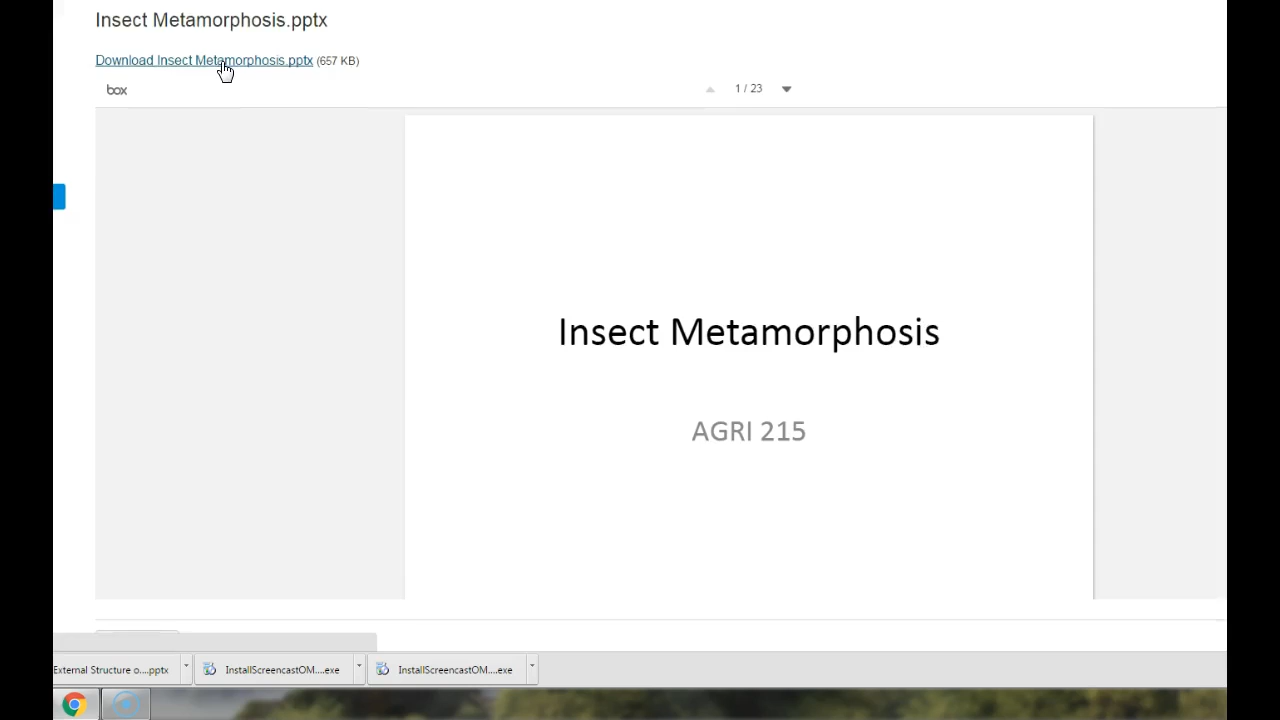 Insect Metamorphosis.pptx
Download Insect Metamorphosis.pptx (657 KB)
box
1 / 23
Insect Metamorphosis
AGRI 215
External Structure o....pptx
InstallScreencastOM....exe
InstallScreencastOM....exe